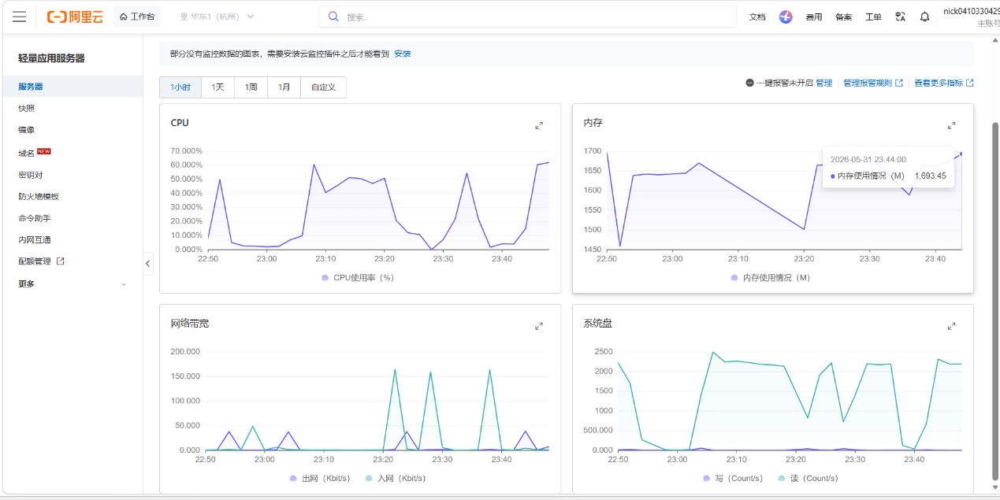 阿里云 工作台 华东1（杭州） 搜索... 文档 费用 备案 工单 nick0410330429
主账号
轻量应用服务器
服务器
快照
镜像
域名 NEW
密钥对
防火墙模板
命令助手
内网互通
配额管理
更多
部分没有监控数据的图表，需要安装云监控插件之后才能看到 安装
1小时 1天 1周 1月 自定义
一键报警未开启 管理 管理报警规则 查看更多指标
CPU
70.000%
60.000%
50.000%
40.000%
30.000%
20.000%
10.000%
0.000%
22:50 23:00 23:10 23:20 23:30 23:40
CPU使用率（%）
内存
1700
1650
1600
1550
1500
1450
2026-05-31 23:44:00
内存使用情况（M） 1,693.45
22:50 23:00 23:10 23:20 23:30 23:40
内存使用情况（M）
网络带宽
200.000
150.000
100.000
50.000
0.000
22:50 23:00 23:10 23:20 23:30 23:40
出网（Kbit/s） 入网（Kbit/s）
系统盘
2500
2000
1500
1000
500.000
0.000
22:50 23:00 23:10 23:20 23:30 23:40
写（Count/s） 读（Count/s）